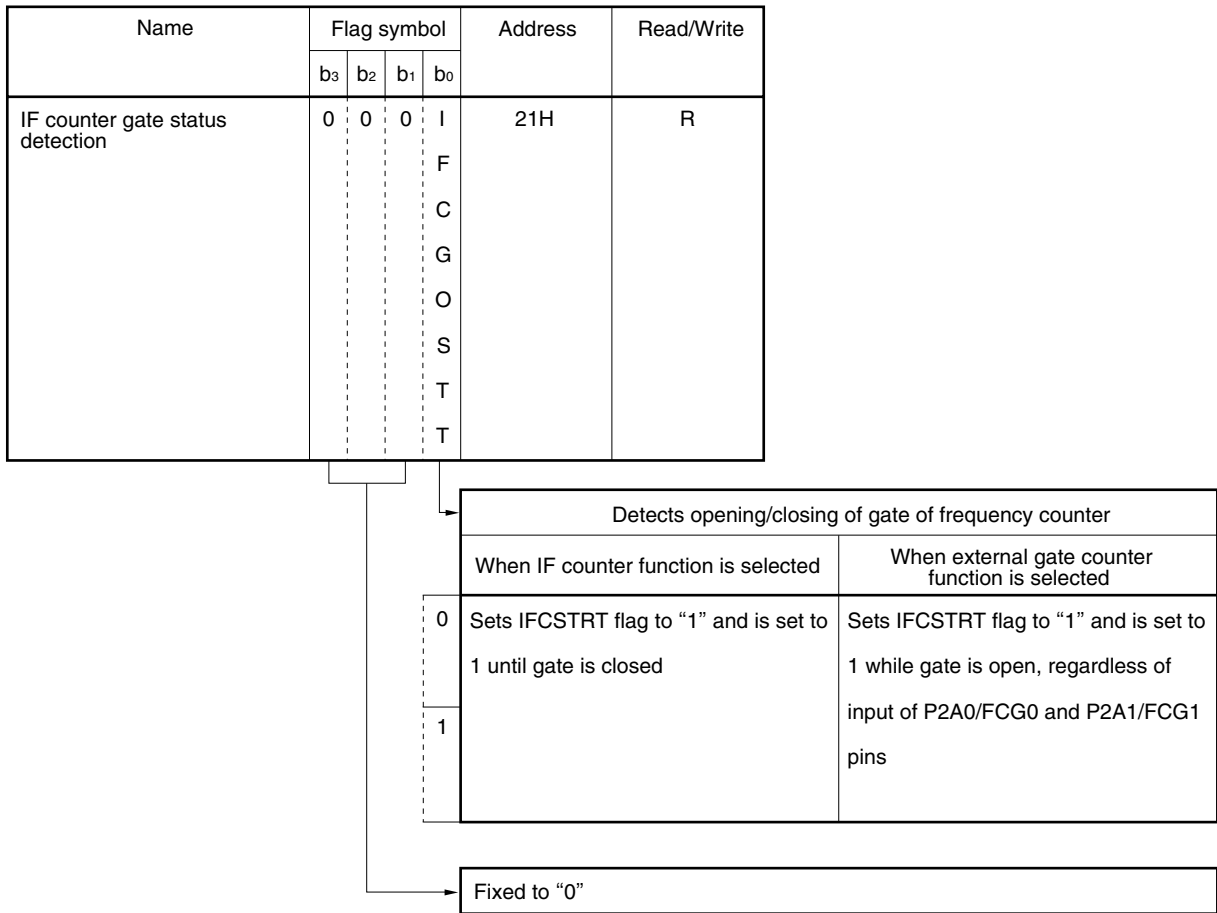 Name Flag symbol Address Read/Write
b3 b2 b1 b0
IF counter gate status 0 0 0 I 21H R
detection
F
C
G
O
S
T
T
Detects opening/closing of gate of frequency counter
When IF counter function is selected When external gate counter
function is selected
0 Sets IFCSTRT flag to “1” and is set to Sets IFCSTRT flag to “1” and is set to
1 until gate is closed 1 while gate is open, regardless of
1 input of P2A0/FCG0 and P2A1/FCG1
pins
Fixed to “0”